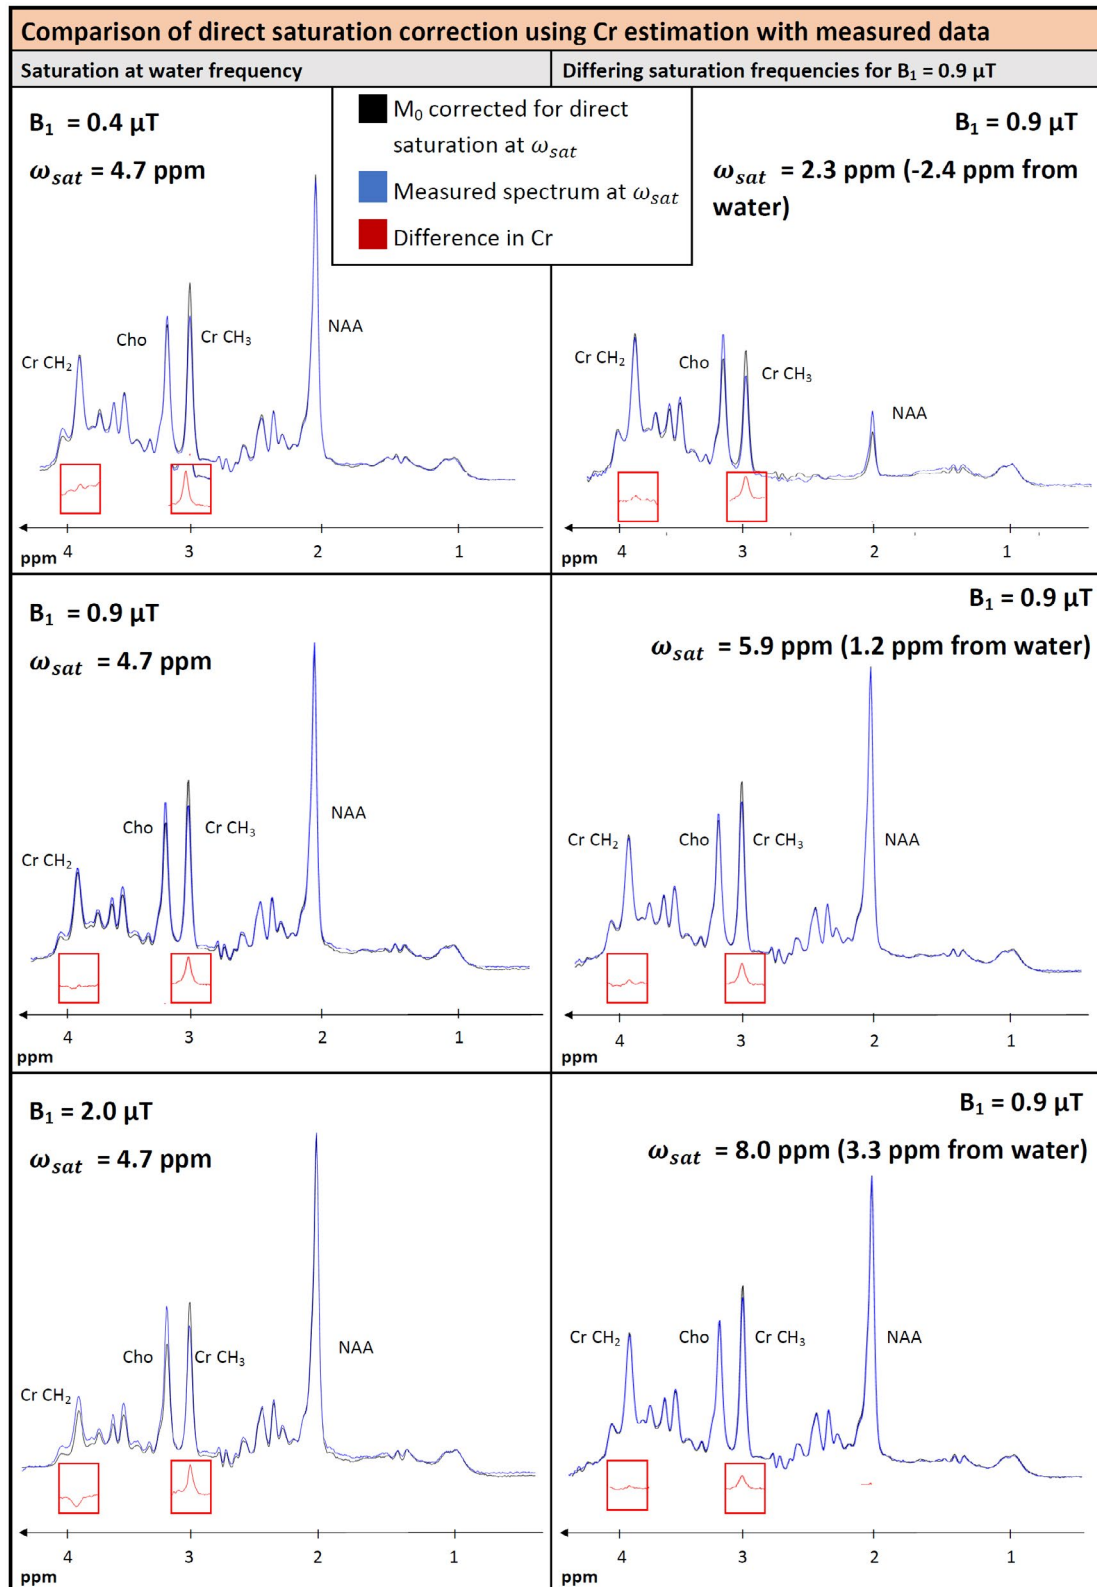 Comparison of direct saturation correction using Cr estimation with measured data
Saturation at water frequency
Differing saturation frequencies for B₁ = 0.9 µT
M₀ corrected for direct
saturation at ω_sat
Measured spectrum at ω_sat
Difference in Cr
B₁ = 0.4 µT
ω_sat = 4.7 ppm
Cr CH₂
Cho
Cr CH₃
NAA
ppm
4
3
2
1
B₁ = 0.9 µT
ω_sat = 2.3 ppm (-2.4 ppm from
water)
Cr CH₂
Cho
Cr CH₃
NAA
ppm
4
3
2
1
B₁ = 0.9 µT
ω_sat = 4.7 ppm
Cr CH₂
Cho
Cr CH₃
NAA
4
3
2
1
ppm
B₁ = 0.9 µT
ω_sat = 5.9 ppm (1.2 ppm from water)
Cr CH₂
Cho
Cr CH₃
NAA
4
3
2
1
ppm
B₁ = 2.0 µT
ω_sat = 4.7 ppm
Cr CH₂
Cho
Cr CH₃
NAA
4
3
2
1
ppm
B₁ = 0.9 µT
ω_sat = 8.0 ppm (3.3 ppm from water)
Cr CH₂
Cho
Cr CH₃
NAA
4
3
2
1
ppm